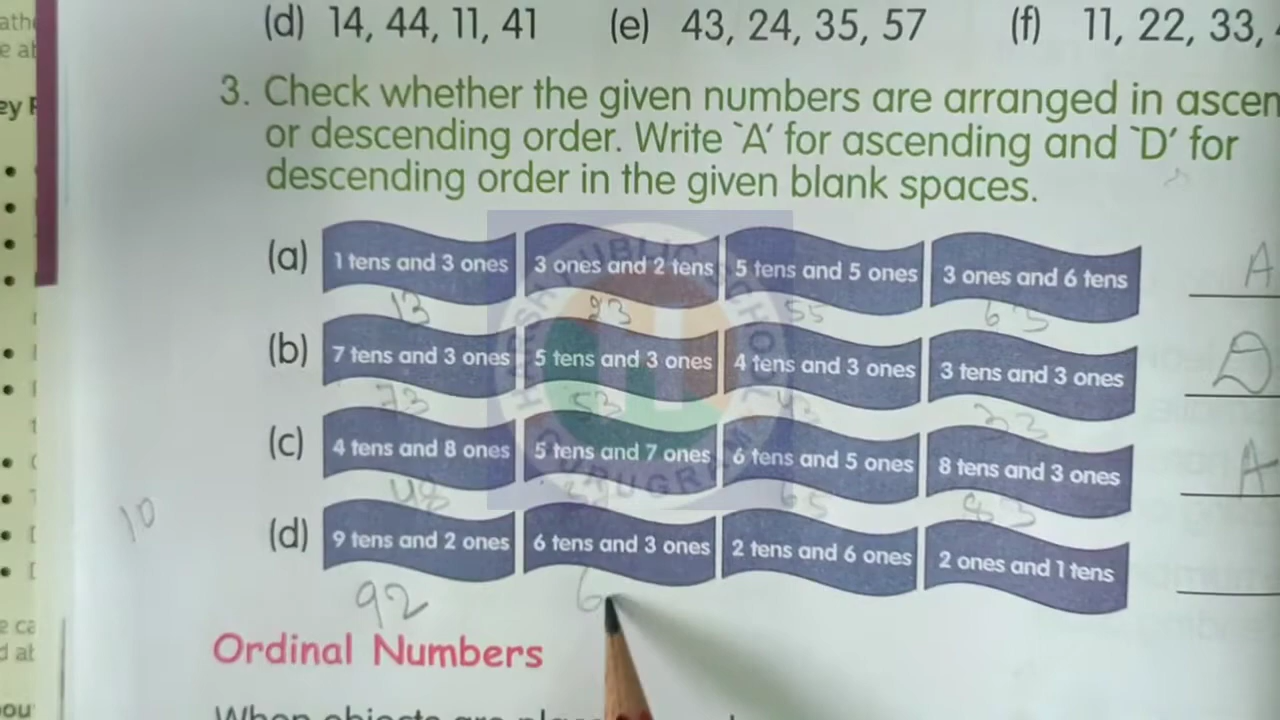 (d) 14, 44, 11, 41 (e) 43, 24, 35, 57 (f) 11, 22, 33,
3. Check whether the given numbers are arranged in ascen
or descending order. Write `A´ for ascending and `D´ for
descending order in the given blank spaces.
(a) 1 tens and 3 ones 3 ones and 2 tens 5 tens and 5 ones 3 ones and 6 tens A
13 23 55 63
(b) 7 tens and 3 ones 5 tens and 3 ones 4 tens and 3 ones 3 tens and 3 ones D
73 53 43 33
(c) 4 tens and 8 ones 5 tens and 7 ones 6 tens and 5 ones 8 tens and 3 ones A
48 65 83
10
(d) 9 tens and 2 ones 6 tens and 3 ones 2 tens and 6 ones 2 ones and 1 tens
92 6
Ordinal Numbers